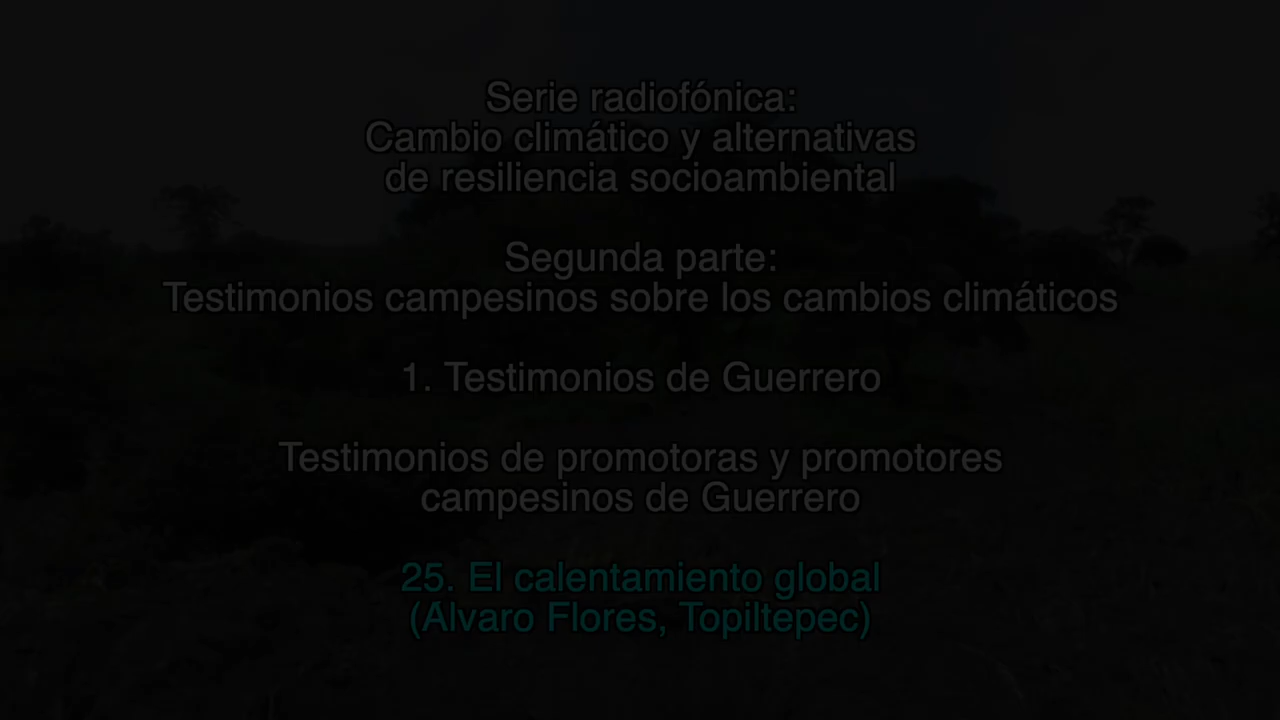 Serie radiofónica:
Cambio climático y alternativas
de resiliencia socioambiental
Segunda parte:
Testimonios campesinos sobre los cambios climáticos
1. Testimonios de Guerrero
Testimonios de promotoras y promotores
campesinos de Guerrero
25. El calentamiento global
(Álvaro Flores, Topiltepec)